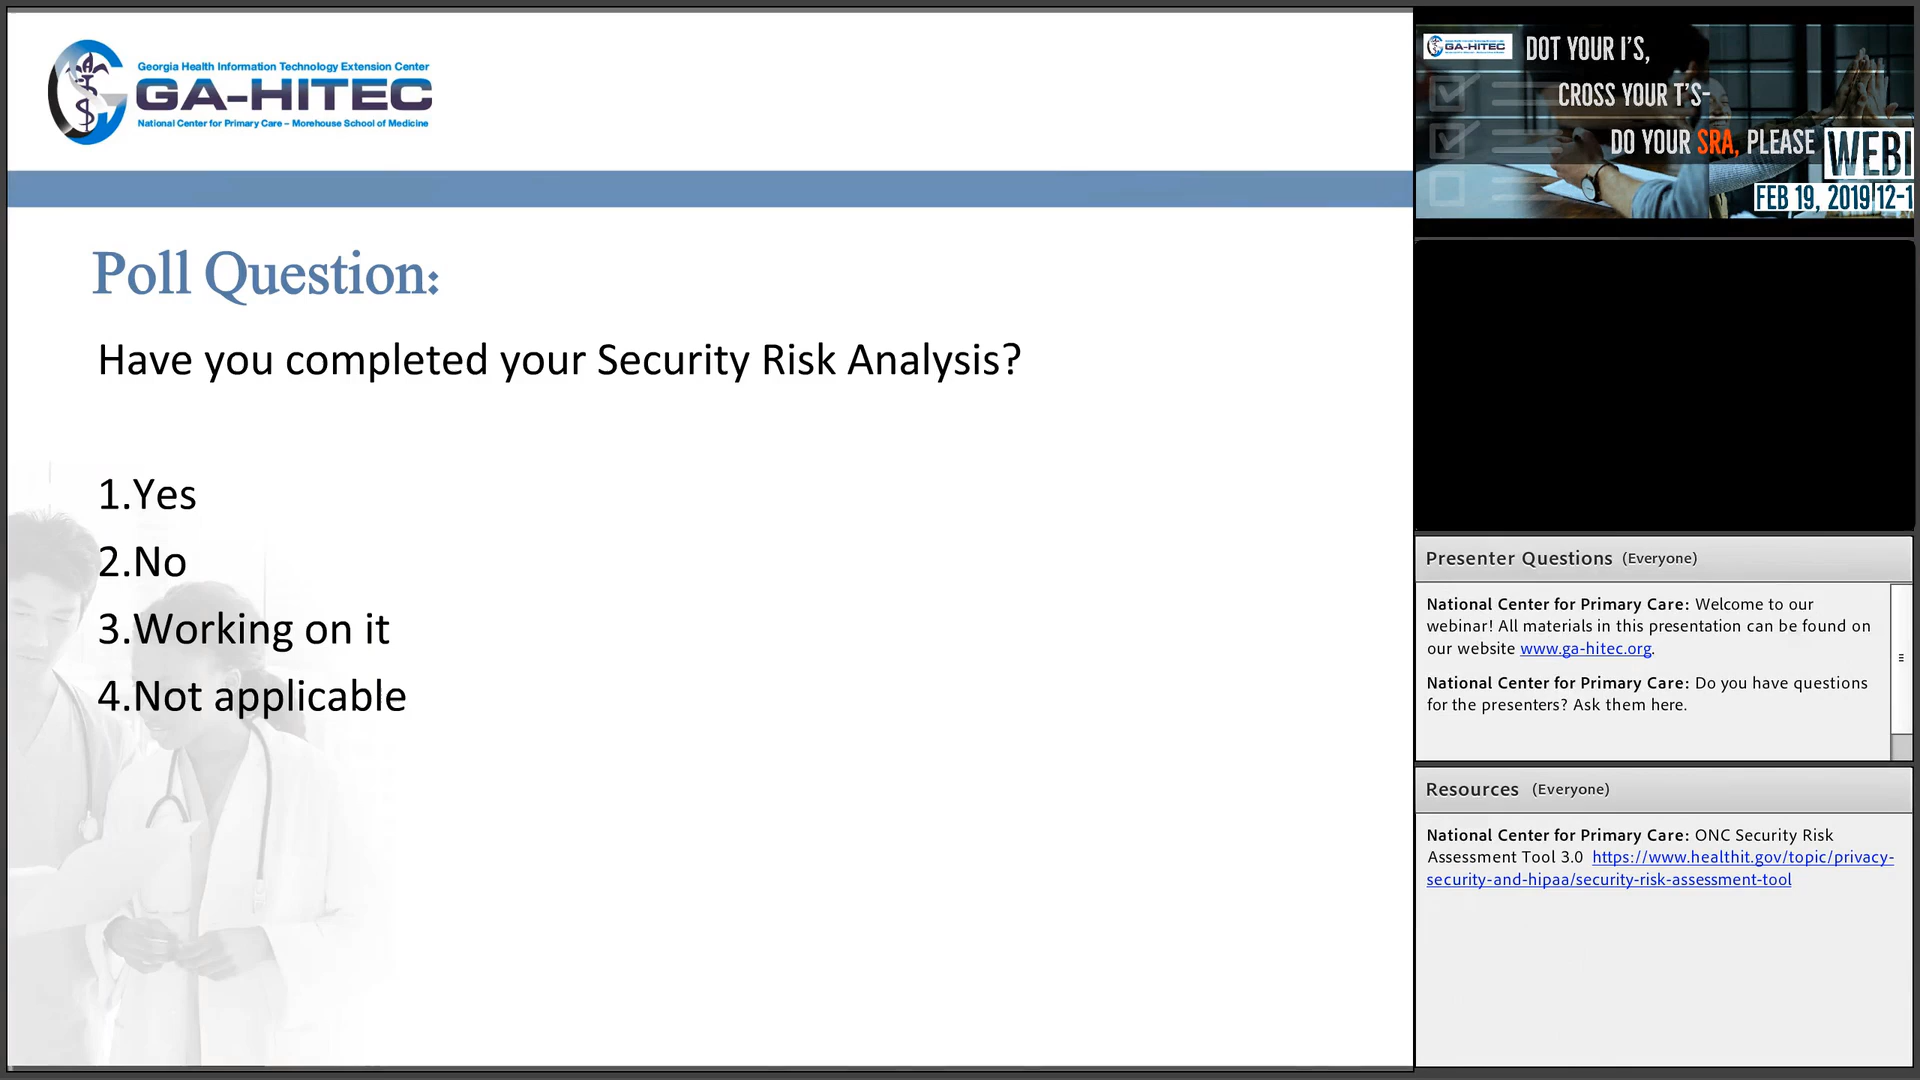 Georgia Health Information Technology Extension Center
GA-HITEC
National Center for Primary Care – Morehouse School of Medicine
Poll Question:
Have you completed your Security Risk Analysis?
1.Yes
2.No
3.Working on it
4.Not applicable
GA-HITEC
DOT YOUR I'S,
CROSS YOUR T'S-
DO YOUR SRA, PLEASE
WEBI
FEB 19, 2019 12-1
Presenter Questions (Everyone)
National Center for Primary Care: Welcome to our
webinar! All materials in this presentation can be found on
our website www.ga-hitec.org.
National Center for Primary Care: Do you have questions
for the presenters? Ask them here.
Resources (Everyone)
National Center for Primary Care: ONC Security Risk
Assessment Tool 3.0 https://www.healthit.gov/topic/privacy-
security-and-hipaa/security-risk-assessment-tool